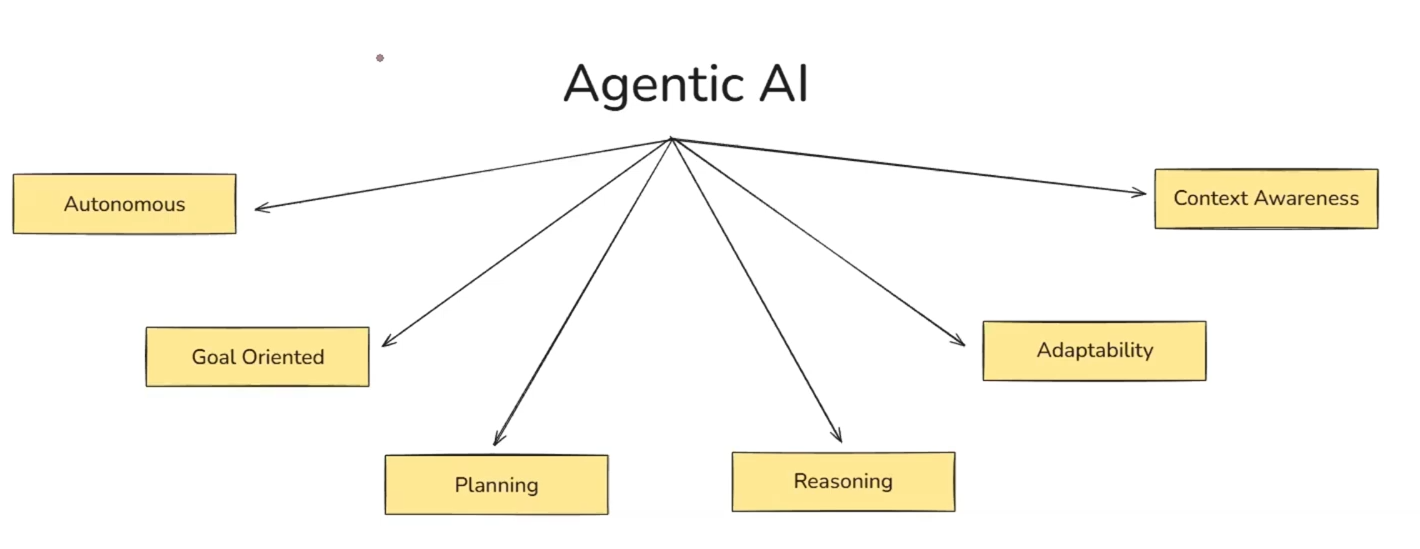 Agentic AI
Autonomous
Context Awareness
Goal Oriented
Adaptability
Planning
Reasoning